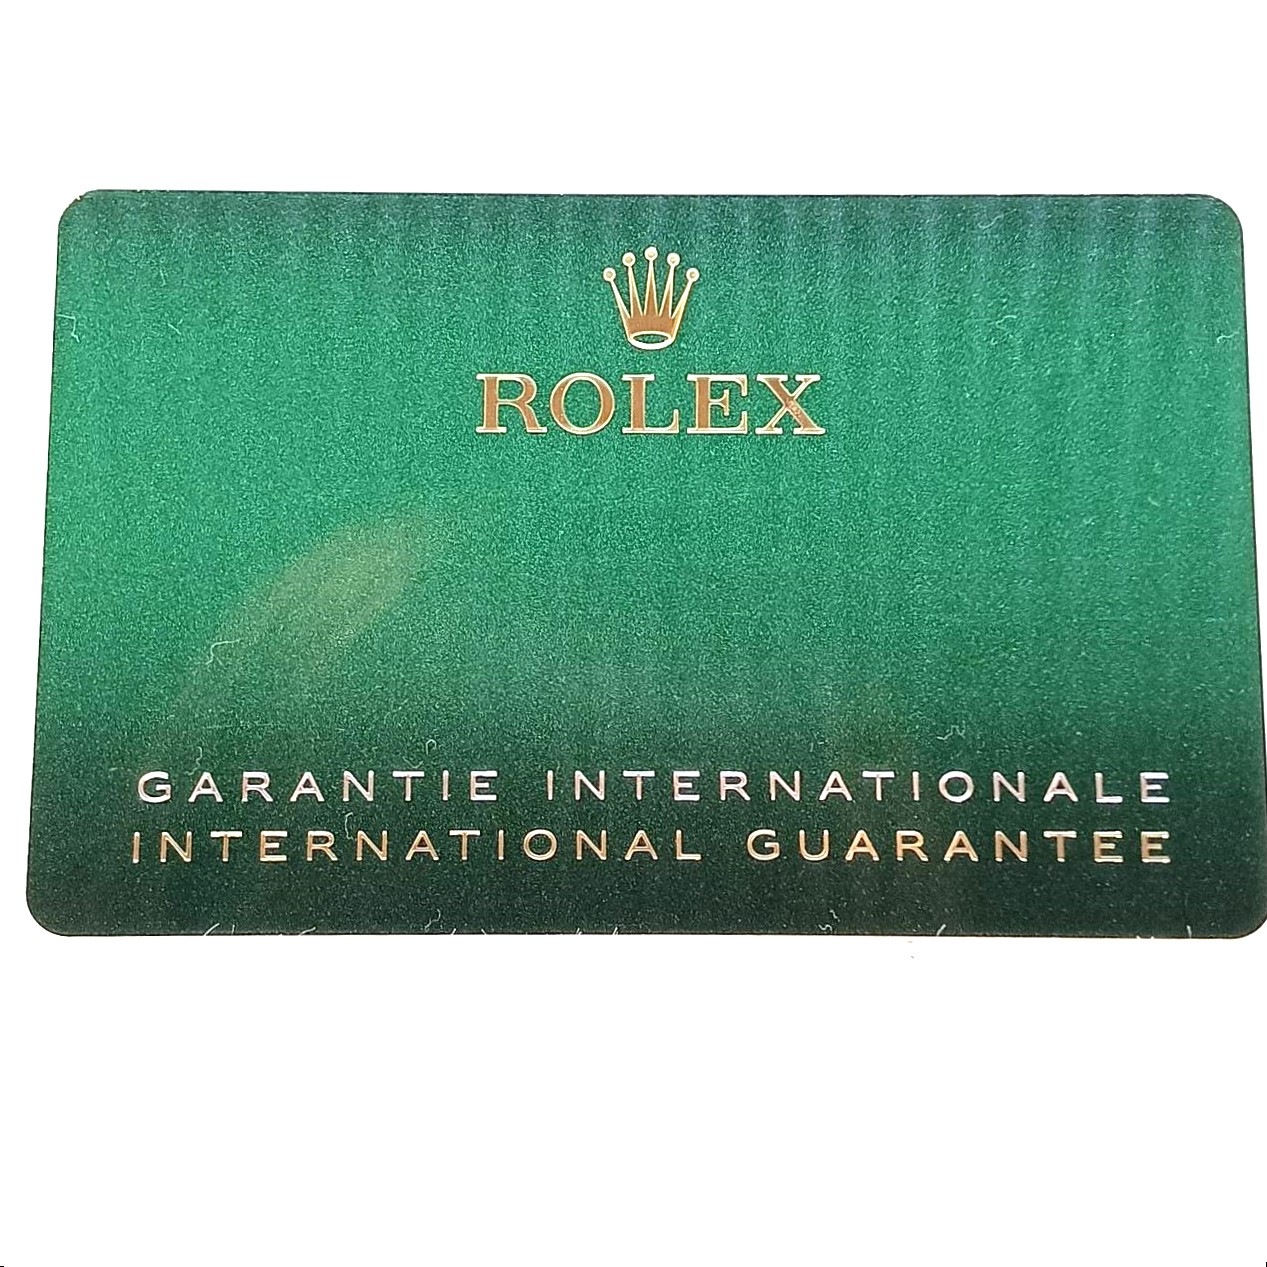 ROLEX
GARANTIE INTERNATIONALE
INTERNATIONAL GUARANTEE